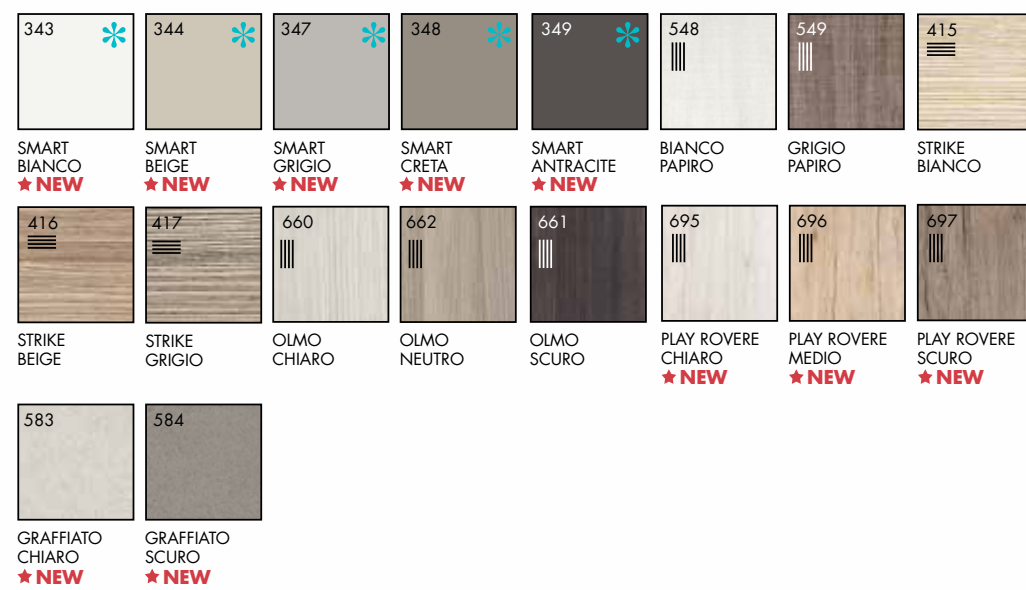 343
SMART
BIANCO
★ NEW
344
SMART
BEIGE
★ NEW
347
SMART
GRIGIO
★ NEW
348
SMART
CRETA
★ NEW
349
SMART
ANTRACITE
★ NEW
548
BIANCO
PAPIRO
549
GRIGIO
PAPIRO
415
STRIKE
BIANCO
416
STRIKE
BEIGE
417
STRIKE
GRIGIO
660
OLMO
CHIARO
662
OLMO
NEUTRO
661
OLMO
SCURO
695
PLAY ROVERE
CHIARO
★ NEW
696
PLAY ROVERE
MEDIO
★ NEW
697
PLAY ROVERE
SCURO
★ NEW
583
GRAFFIATO
CHIARO
★ NEW
584
GRAFFIATO
SCURO
★ NEW